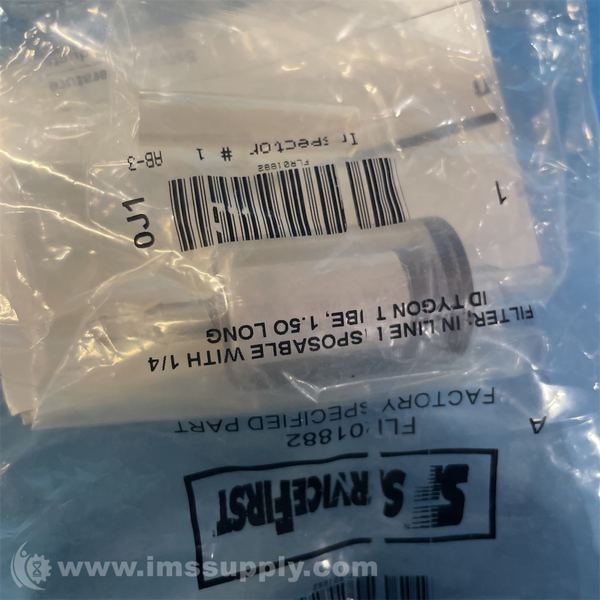 SERVICEFIRST
FLR01882
FACTORY SPECIFIED PART
A
FILTER; IN LINE DISPOSABLE WITH 1/4
ID TYGON TUBE, 1.50 LONG
0J1
1
FLR01882
Inspector # 1
AB-3
www.imssupply.com